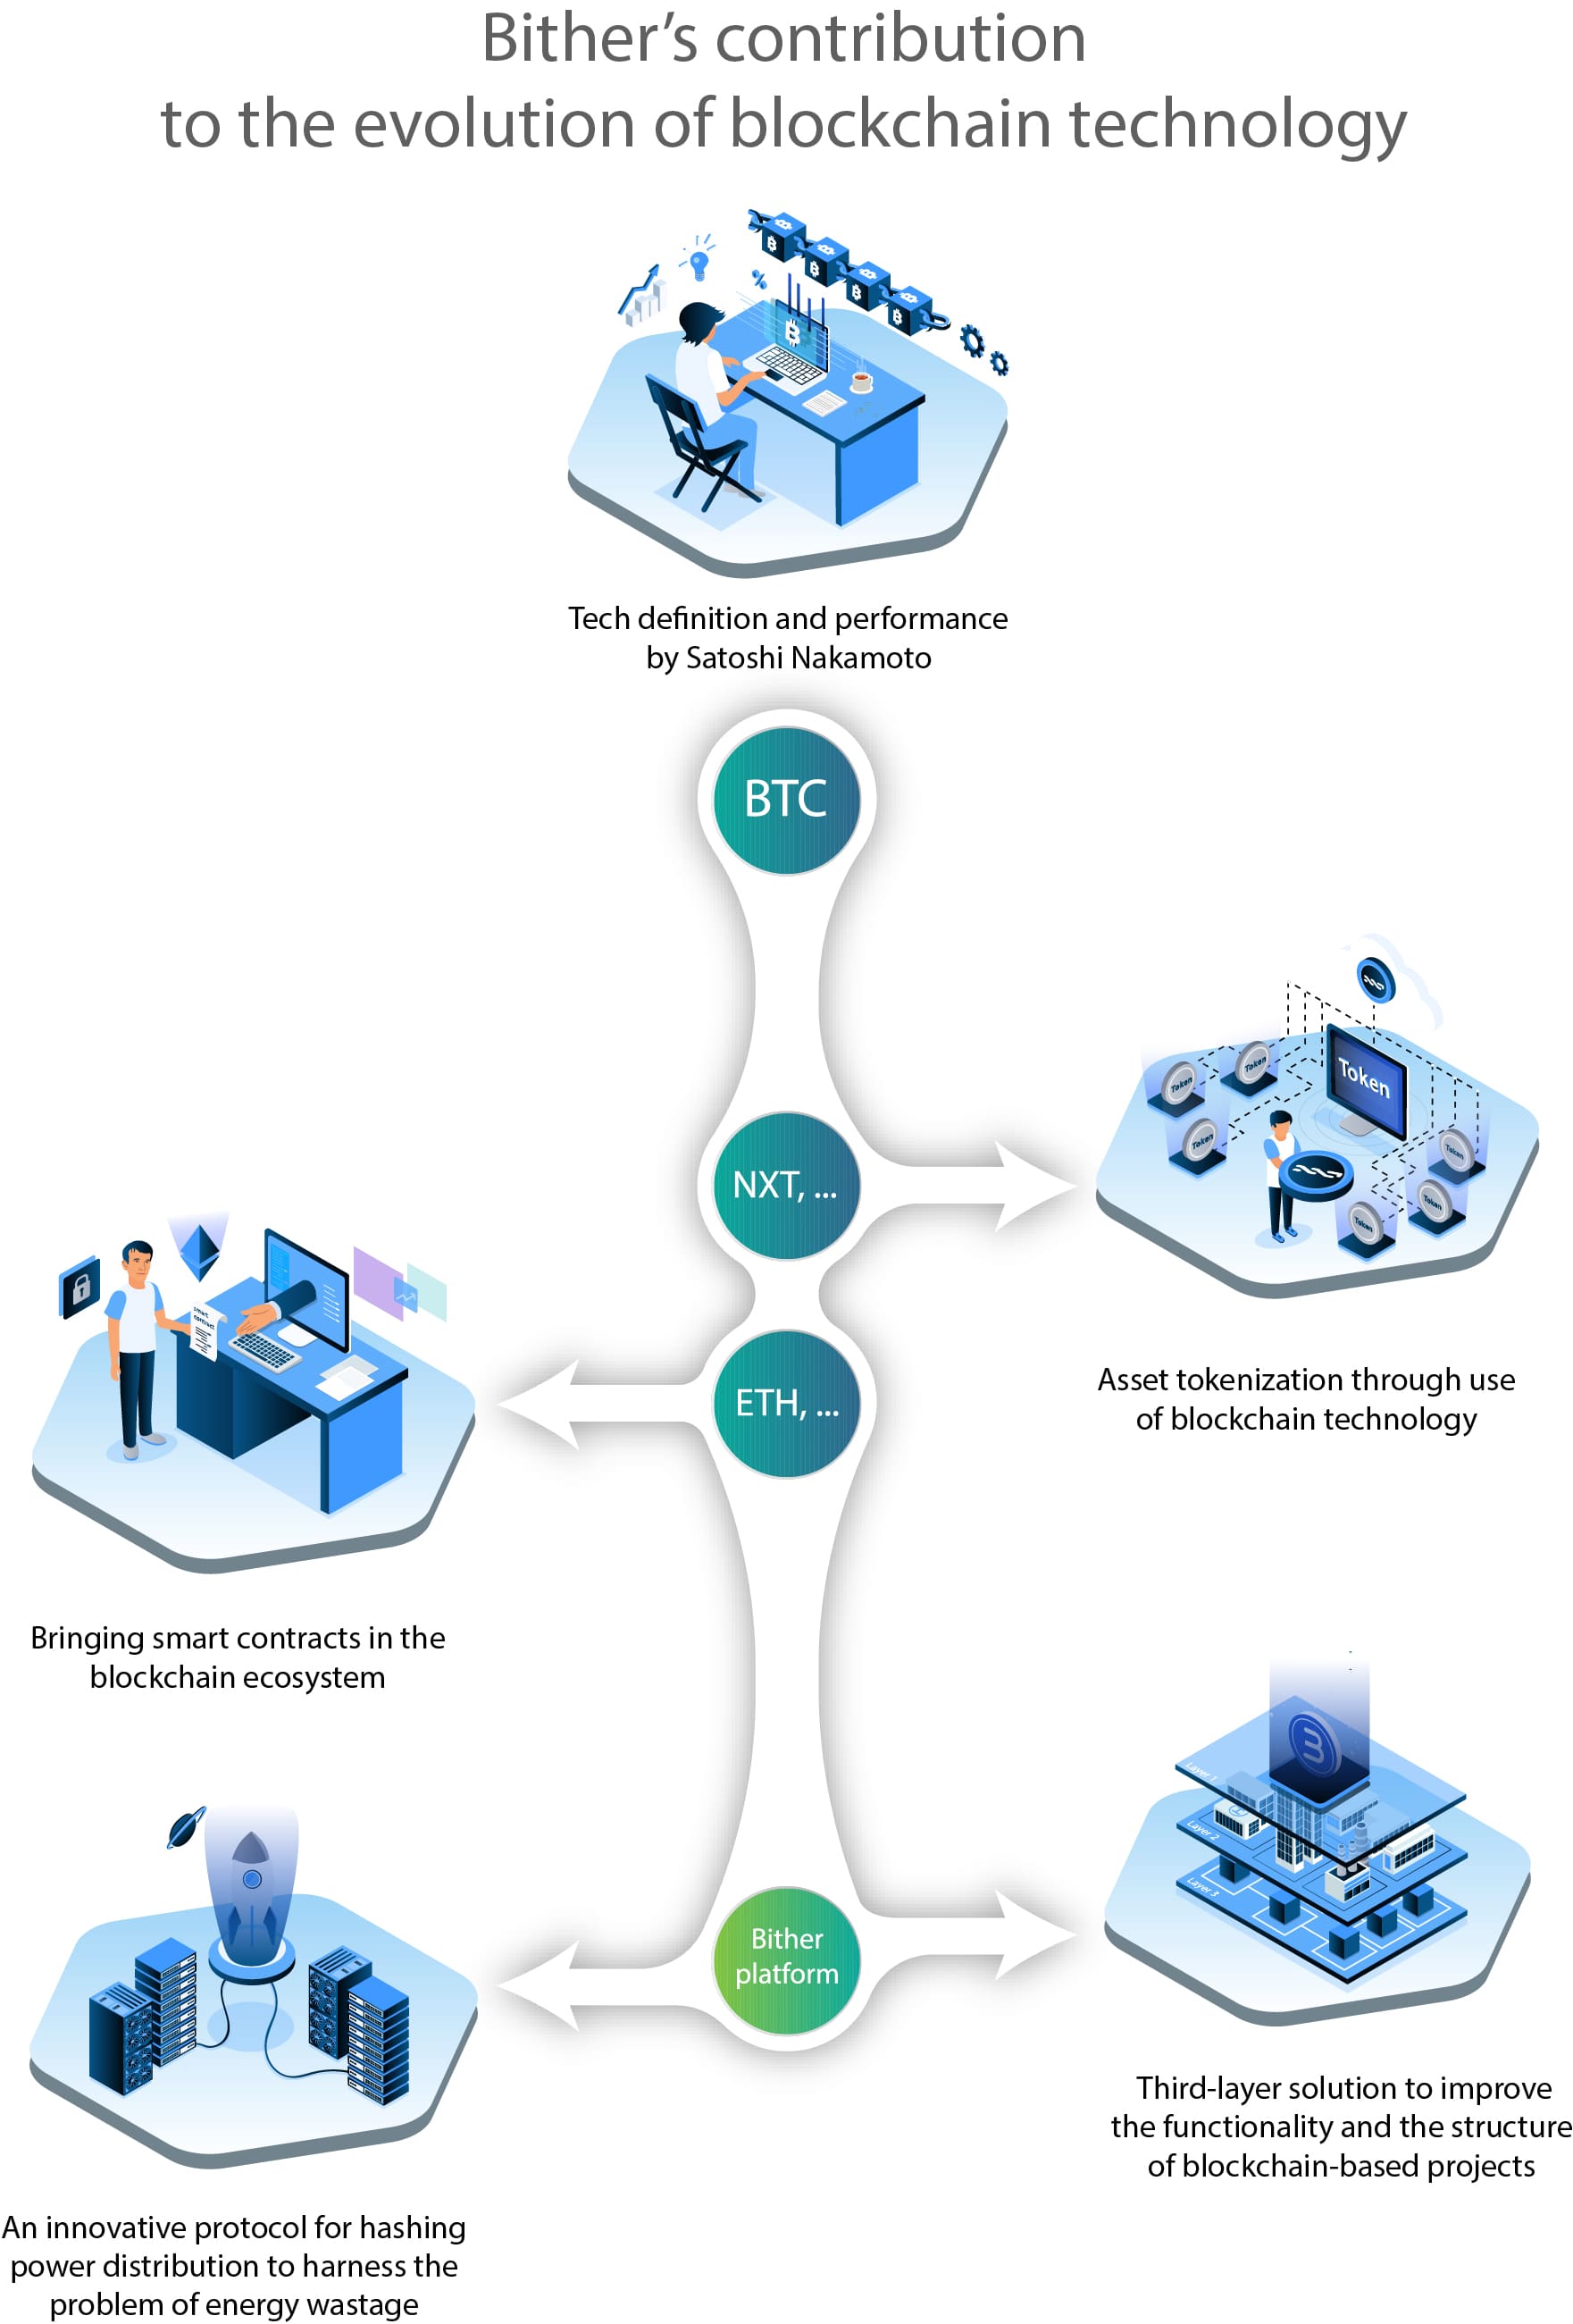 Bither’s contribution
to the evolution of blockchain technology
Tech definition and performance
by Satoshi Nakamoto
BTC
Token
Token
Token
Token
Token
Token
Token
NXT, ...
smart
contract
ETH, ...
Asset tokenization through use
of blockchain technology
Bringing smart contracts in the
blockchain ecosystem
Layer 1
Layer 2
Layer 3
Bither
platform
Third-layer solution to improve
the functionality and the structure
of blockchain-based projects
An innovative protocol for hashing
power distribution to harness the
problem of energy wastage